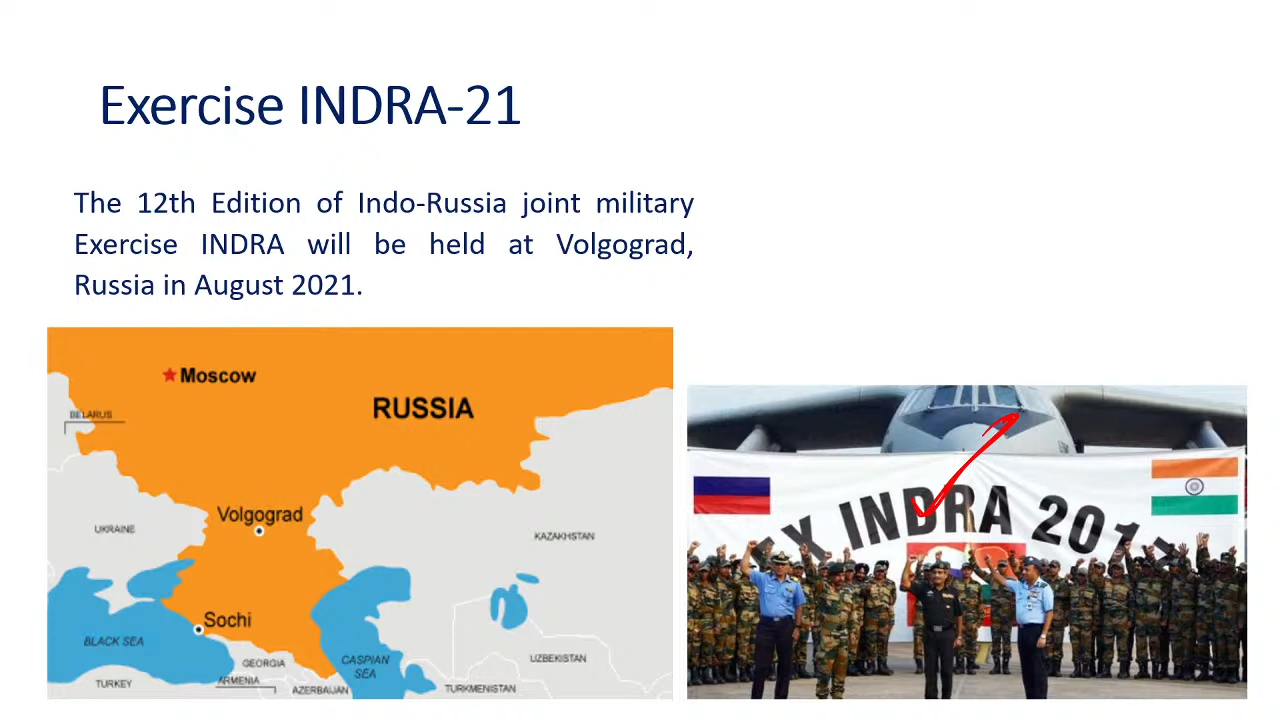 Exercise INDRA-21
The 12th Edition of Indo-Russia joint military
Exercise INDRA will be held at Volgograd,
Russia in August 2021.
Moscow
RUSSIA
BELARUS
Volgograd
UKRAINE
KAZAKHSTAN
Sochi
BLACK SEA
GEORGIA
CASPIAN
SEA
UZBEKISTAN
TURKEY
ARMENIA
AZERBAIJAN
TURKMENISTAN
EX INDRA 2017